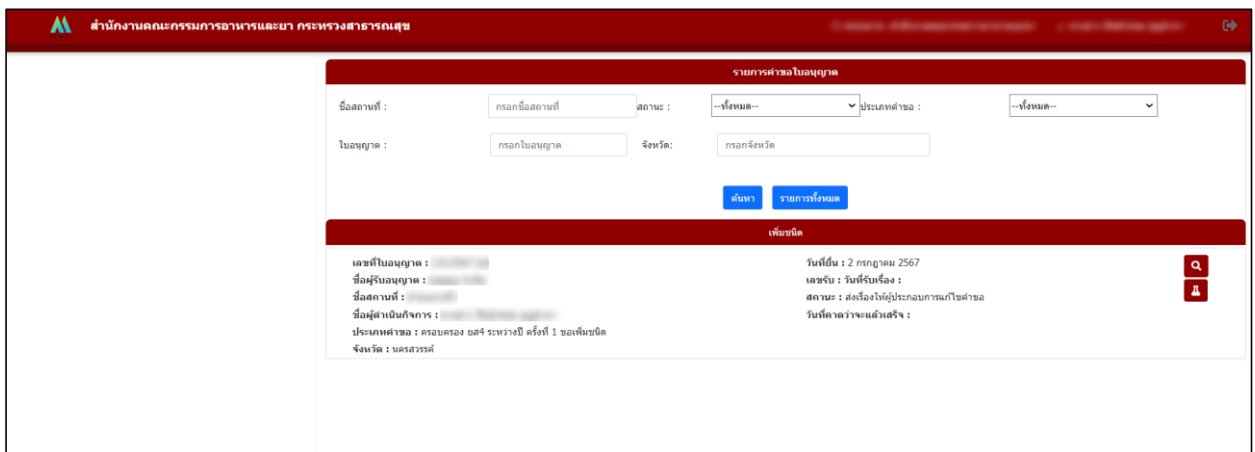 สำนักงานคณะกรรมการอาหารและยา กระทรวงสาธารณสุข
รายการคำขอใบอนุญาต
ชื่อสถานที่ : กรอกชื่อสถานที่ สถานะ : --ทั้งหมด-- ประเภทคำขอ : --ทั้งหมด--
ใบอนุญาต : กรอกใบอนุญาต จังหวัด: กรอกจังหวัด
ค้นหา รายการทั้งหมด
เพิ่มชนิด
เลขที่ใบอนุญาต : วันที่ยื่น : 2 กรกฎาคม 2567
ชื่อผู้รับอนุญาต : เลขรับ : วันที่รับเรื่อง :
ชื่อสถานที่ : สถานะ : ส่งเรื่องให้ผู้ประกอบการแก้ไขคำขอ
ชื่อผู้ดำเนินกิจการ : วันที่คาดว่าจะแล้วเสร็จ :
ประเภทคำขอ : ครอบครอง ยส4 ระหว่างปี ครั้งที่ 1 ขอเพิ่มชนิด
จังหวัด : นครสวรรค์